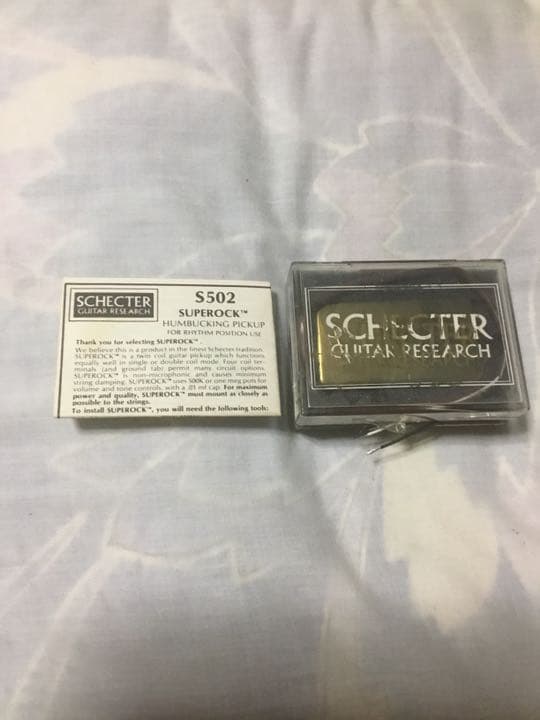 SCHECTER
GUITAR RESEARCH
S502
SUPEROCK™
HUMBUCKING PICKUP
FOR RHYTHM POSITION USE
Thank you for selecting SUPEROCK™.
We believe this is a product in the finest Schecter tradition.
SUPEROCK™ is a twin coil guitar pickup which functions
equally well in single or double coil mode. Four coil ter-
minals (and ground tab) permit many circuit options.
SUPEROCK™ is non-microphonic and causes minimum
string damping. SUPEROCK™ uses 500K or one meg pots for
volume and tone controls, with a .01 mf cap. For maximum
power and quality, SUPEROCK™ must mount as closely as
possible to the strings.
To install SUPEROCK™, you will need the following tools:
SCHECTER
GUITAR RESEARCH